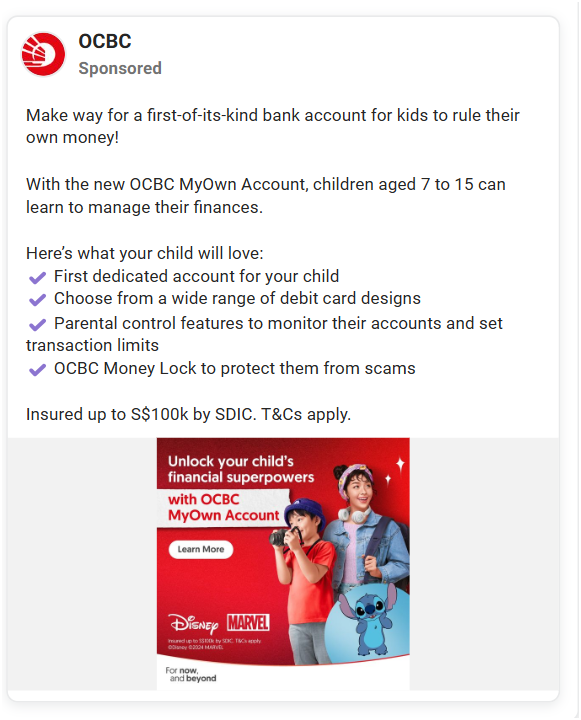 OCBC
Sponsored
Make way for a first-of-its-kind bank account for kids to rule their
own money!
With the new OCBC MyOwn Account, children aged 7 to 15 can
learn to manage their finances.
Here’s what your child will love:
✔ First dedicated account for your child
✔ Choose from a wide range of debit card designs
✔ Parental control features to monitor their accounts and set
transaction limits
✔ OCBC Money Lock to protect them from scams
Insured up to S$100k by SDIC. T&Cs apply.
Unlock your child’s
financial superpowers
with OCBC
MyOwn Account
Learn More
Disney MARVEL
Insured up to S$100k by SDIC. T&Cs apply.
©Disney ©2024 MARVEL
For now,
and beyond